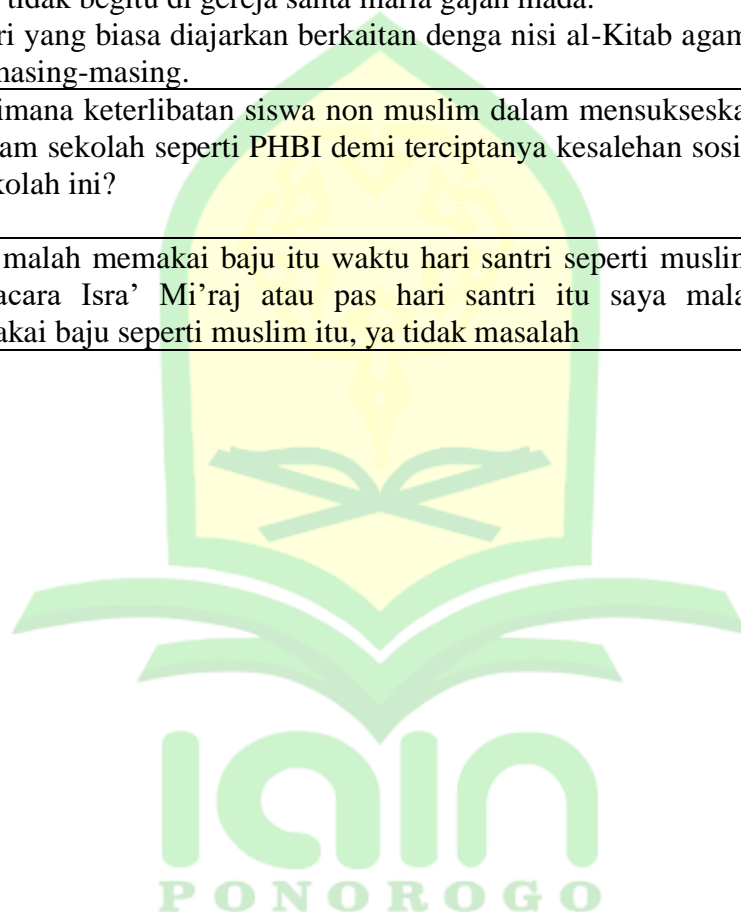 tidak begitu di gereja santa maria gajah mada.
ri yang biasa diajarkan berkaitan denga nisi al-Kitab agam
masing-masing.
imana keterlibatan siswa non muslim dalam mensukseska
am sekolah seperti PHBI demi terciptanya kesalehan sosi
kolah ini?
malah memakai baju itu waktu hari santri seperti muslim
acara Isra’ Mi’raj atau pas hari santri itu saya mala
akai baju seperti muslim itu, ya tidak masalah
iain
PONOROGO